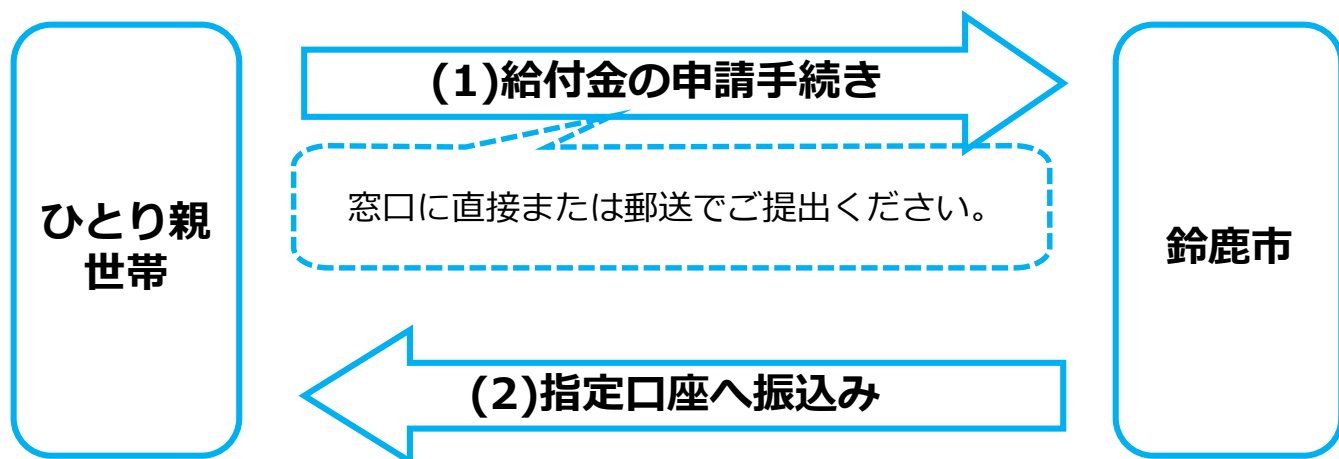 (1)給付金の申請手続き
窓口に直接または郵送でご提出ください。
ひとり親
世帯
鈴鹿市
(2)指定口座へ振込み